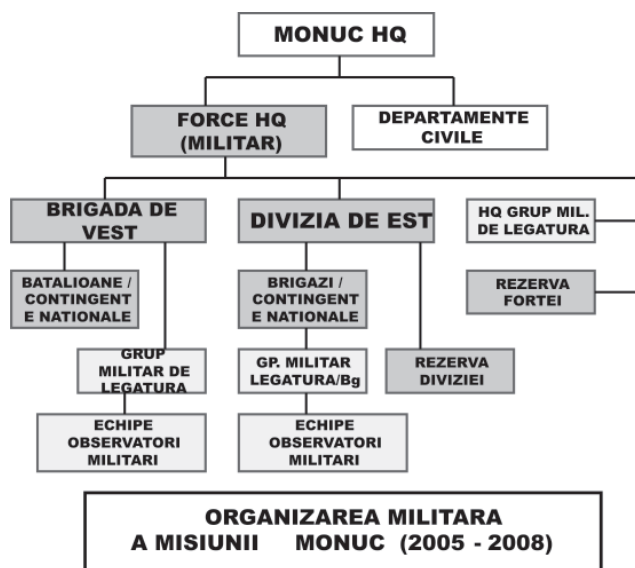 MONUC HQ
FORCE HQ
(MILITAR)
DEPARTAMENTE
CIVILE
BRIGADA DE
VEST
DIVIZIA DE EST
HQ GRUP MIL.
DE LEGATURA
BATALIOANE /
CONTINGENT
E NATIONALE
BRIGAZI /
CONTINGENT
E NATIONALE
REZERVA
FORTEI
GRUP
MILITAR DE
LEGATURA
GP. MILITAR
LEGATURA/Bg
REZERVA
DIVIZIEI
ECHIPE
OBSERVATORI
MILITARI
ECHIPE
OBSERVATORI
MILITARI
ORGANIZAREA MILITARA
A MISIUNII MONUC (2005 - 2008)